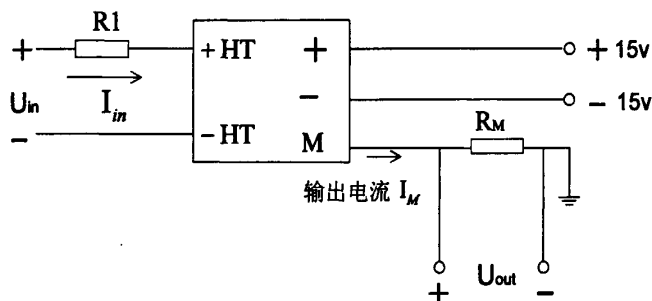 R1
+ +HT + + 15v
Uin Iin
− − 15v
− −HT M RM
输出电流 IM
Uout
+ −